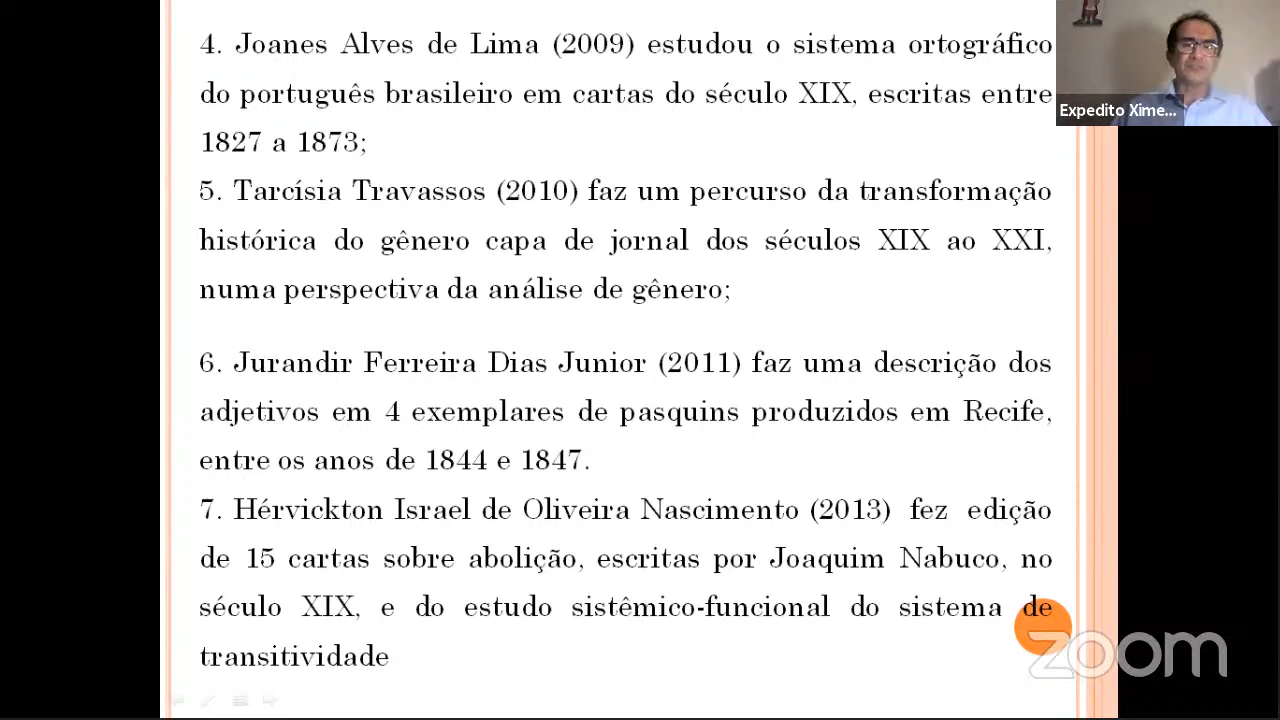 4. Joanes Alves de Lima (2009) estudou o sistema ortográfico
do português brasileiro em cartas do século XIX, escritas entre
1827 a 1873;
5. Tarcísia Travassos (2010) faz um percurso da transformação
histórica do gênero capa de jornal dos séculos XIX ao XXI,
numa perspectiva da análise de gênero;
6. Jurandir Ferreira Dias Junior (2011) faz uma descrição dos
adjetivos em 4 exemplares de pasquins produzidos em Recife,
entre os anos de 1844 e 1847.
7. Hérvickton Israel de Oliveira Nascimento (2013) fez edição
de 15 cartas sobre abolição, escritas por Joaquim Nabuco, no
século XIX, e do estudo sistêmico-funcional do sistema de
transitividade
Expedito Xime...
zoom